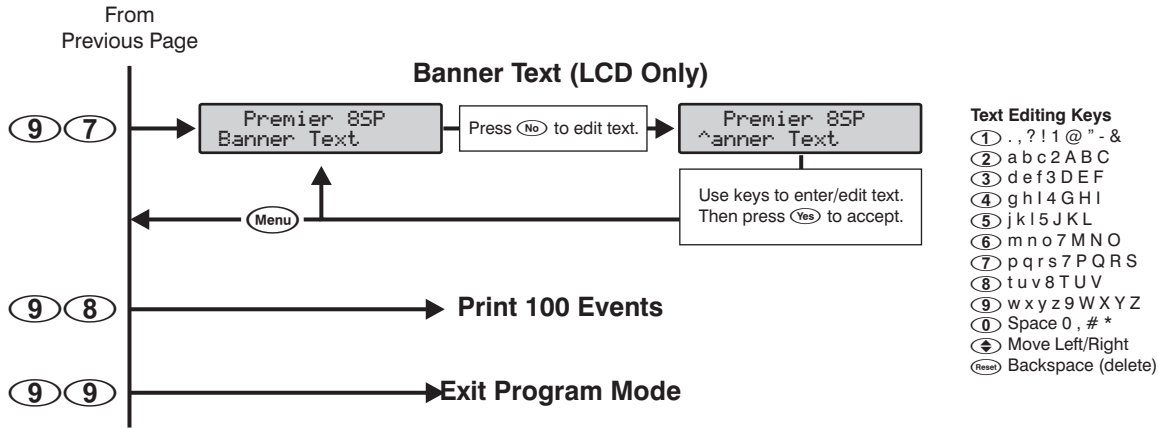 From
Previous Page
Banner Text (LCD Only)
9 7
Premier 8SP
Banner Text
Press No to edit text.
Premier 8SP
^anner Text
Use keys to enter/edit text.
Then press Yes to accept.
Menu
9 8
Print 100 Events
9 9
Exit Program Mode
Text Editing Keys
1 . , ? ! 1 @ " - &
2 a b c 2 A B C
3 d e f 3 D E F
4 g h I 4 G H I
5 j k l 5 J K L
6 m n o 7 M N O
7 p q r s 7 P Q R S
8 t u v 8 T U V
9 w x y z 9 W X Y Z
0 Space 0 , # *
Move Left/Right
Reset Backspace (delete)